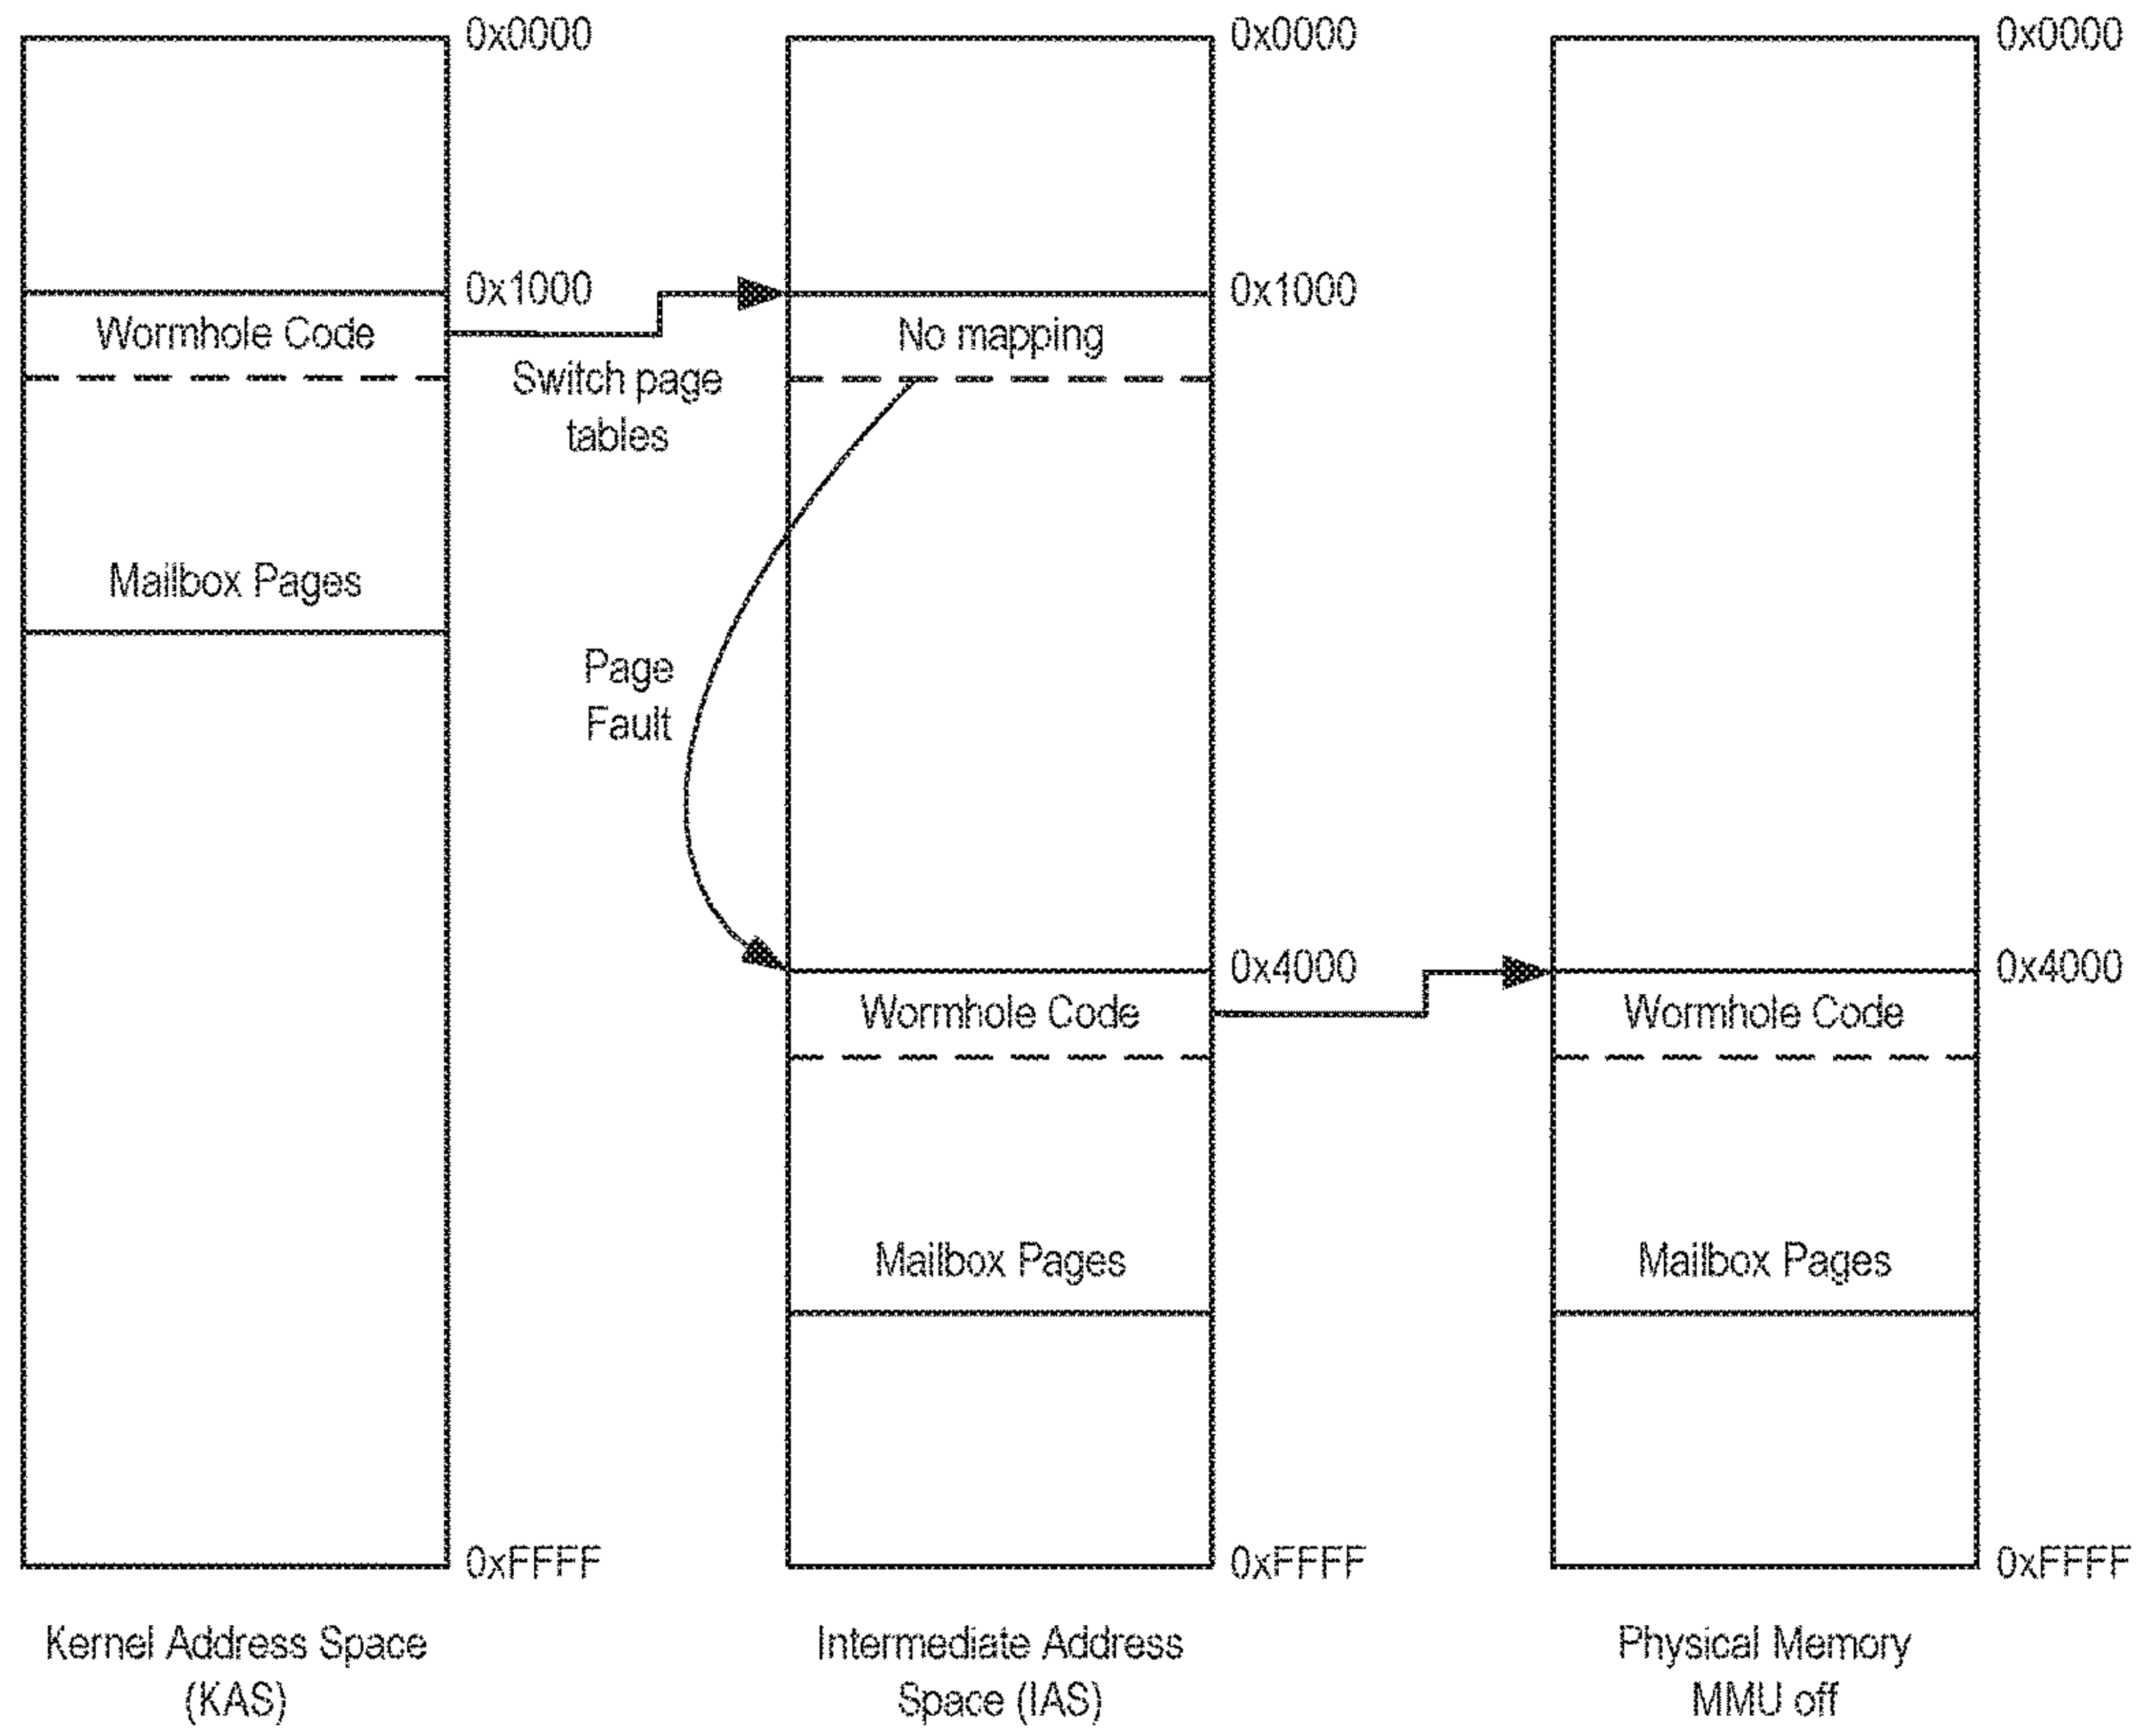 0x0000
0x0000
0x0000
0x1000
0x1000
Wormhole Code
No mapping
Switch page
tables
Mailbox Pages
Page
Fault
0x4000
0x4000
Wormhole Code
Wormhole Code
Mailbox Pages
Mailbox Pages
0xFFFF
0xFFFF
0xFFFF
Kernel Address Space
(KAS)
Intermediate Address
Space (IAS)
Physical Memory
MMU off